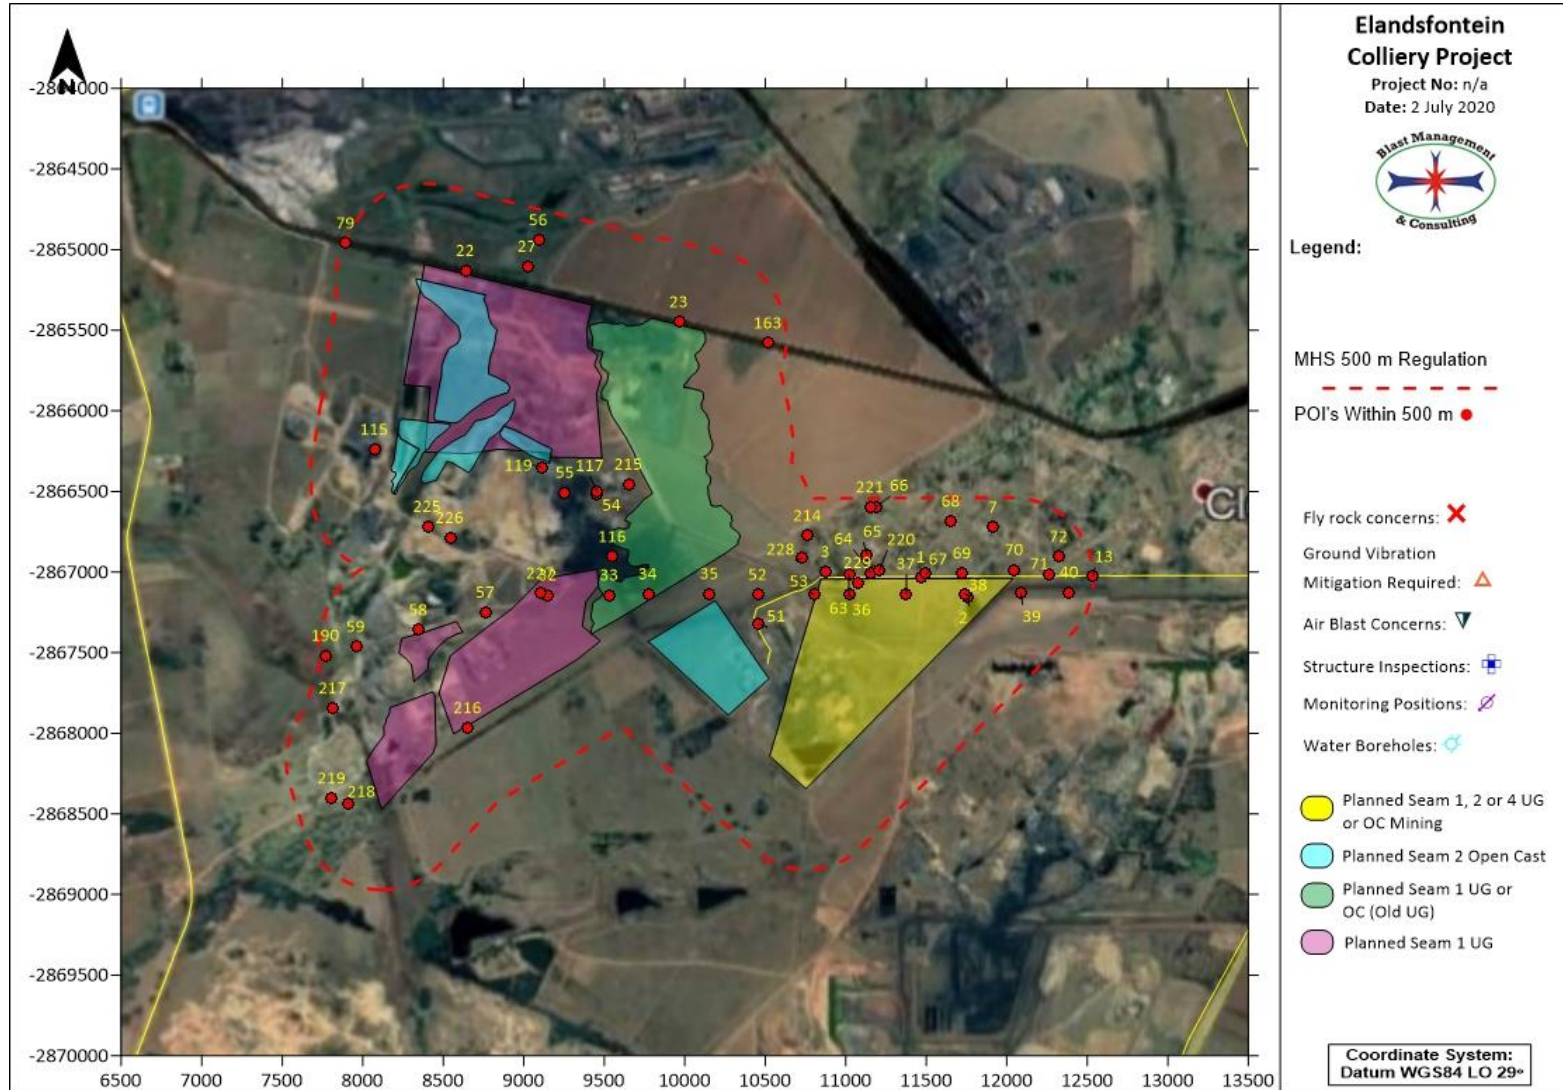 N
-2864000
-2864500
-2865000
-2865500
-2866000
-2866500
-2867000
-2867500
-2868000
-2868500
-2869000
-2869500
-2870000
6500 7000 7500 8000 8500 9000 9500 10000 10500 11000 11500 12000 12500 13000 13500
79
56
27
22
23
163
115
119
55
117
54
215
225
226
116
221
66
68
7
214
228
3
64
65
220
229
1
67
69
70
71
72
13
57
32
33
34
35
52
53
51
63
36
37
38
2
39
40
58
59
190
217
216
219
218
Cl
Elandsfontein
Colliery Project
Project No: n/a
Date: 2 July 2020
Blast Management
& Consulting
Legend:
MHS 500 m Regulation
POI's Within 500 m
Fly rock concerns:
Ground Vibration
Mitigation Required:
Air Blast Concerns:
Structure Inspections:
Monitoring Positions:
Water Boreholes:
Planned Seam 1, 2 or 4 UG
or OC Mining
Planned Seam 2 Open Cast
Planned Seam 1 UG or
OC (Old UG)
Planned Seam 1 UG
Coordinate System:
Datum WGS84 LO 29°